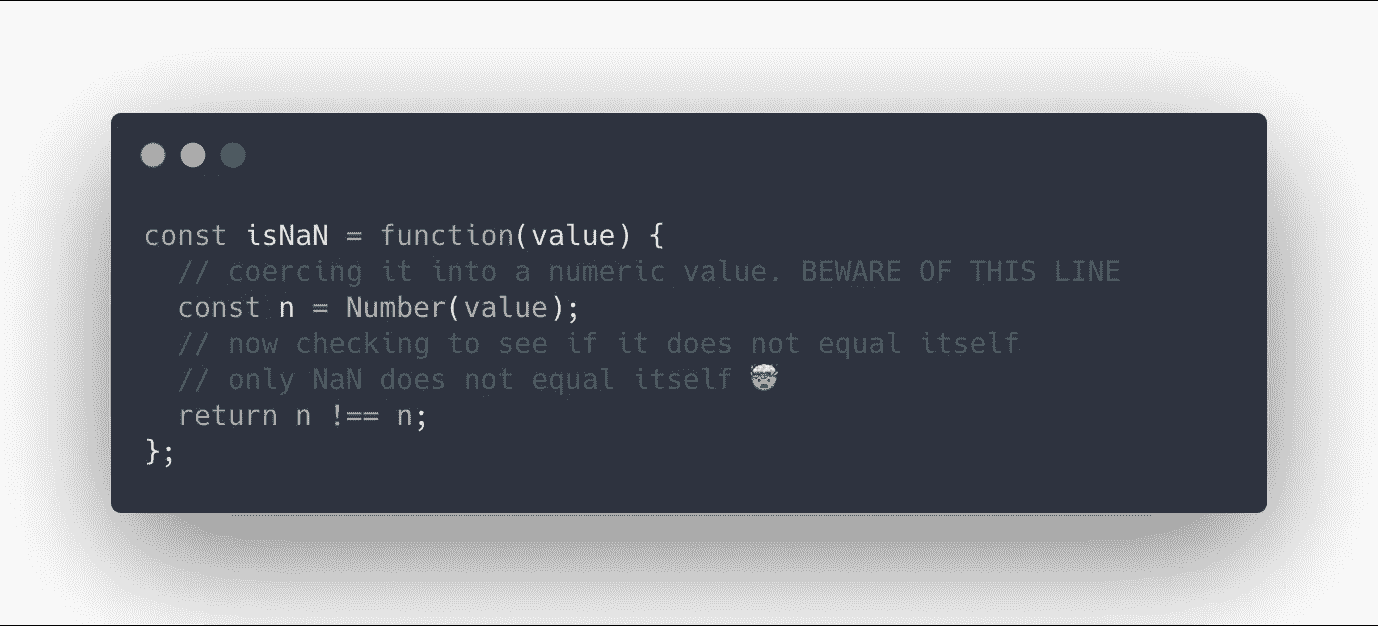 const isNaN = function(value) {
// coercing it into a numeric value. BEWARE OF THIS LINE
const n = Number(value);
// now checking to see if it does not equal itself
// only NaN does not equal itself 🤯
return n !== n;
};